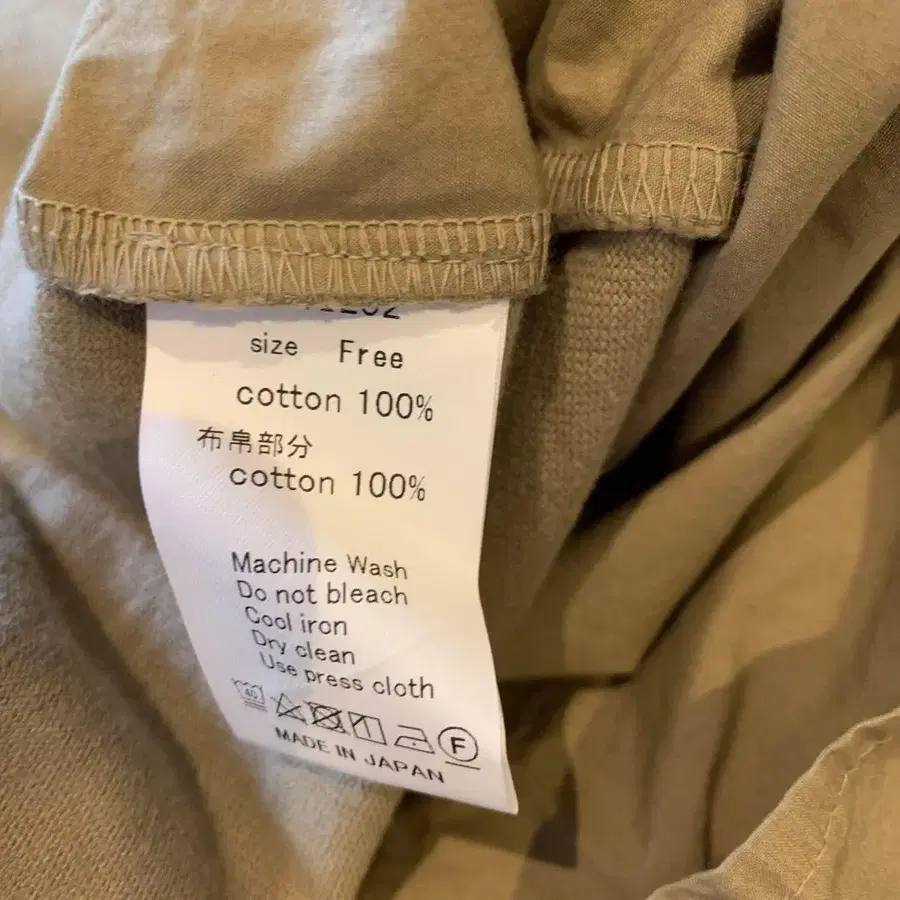 size Free
cotton 100%
布帛部分
cotton 100%
Machine Wash
Do not bleach
Cool iron
Dry clean
Use press cloth
40
F
MADE IN JAPAN